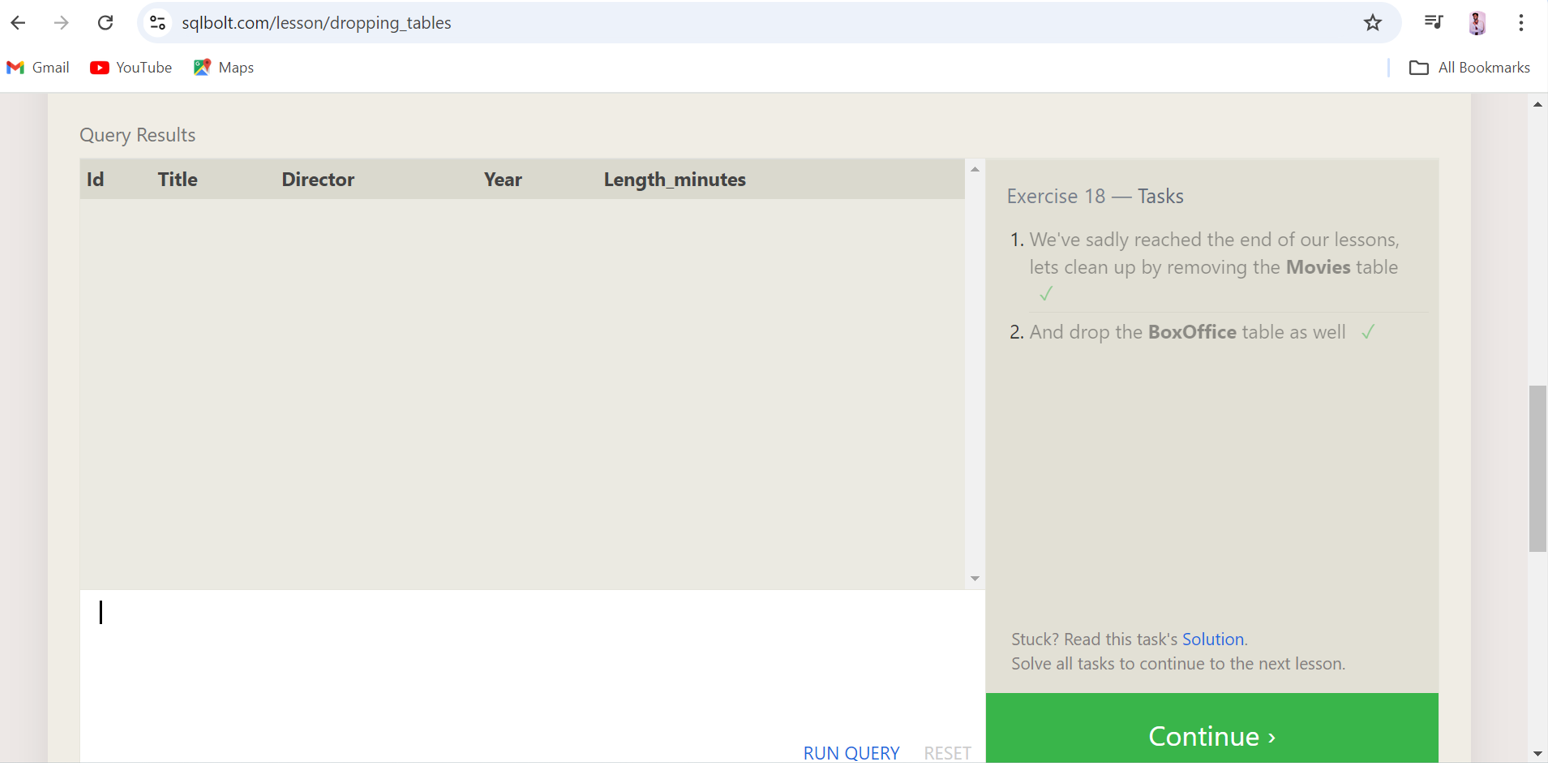 sqlbolt.com/lesson/dropping_tables
Gmail YouTube Maps All Bookmarks
Query Results
Id Title Director Year Length_minutes
Exercise 18 — Tasks
1. We've sadly reached the end of our lessons,
lets clean up by removing the Movies table
✓
2. And drop the BoxOffice table as well ✓
Stuck? Read this task's Solution.
Solve all tasks to continue to the next lesson.
RUN QUERY RESET
Continue ›